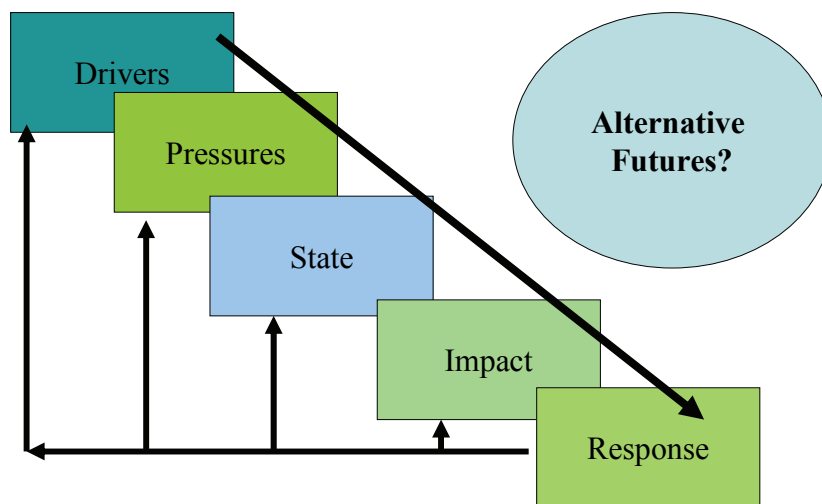 Drivers
Pressures
State
Impact
Response
Alternative
Futures?